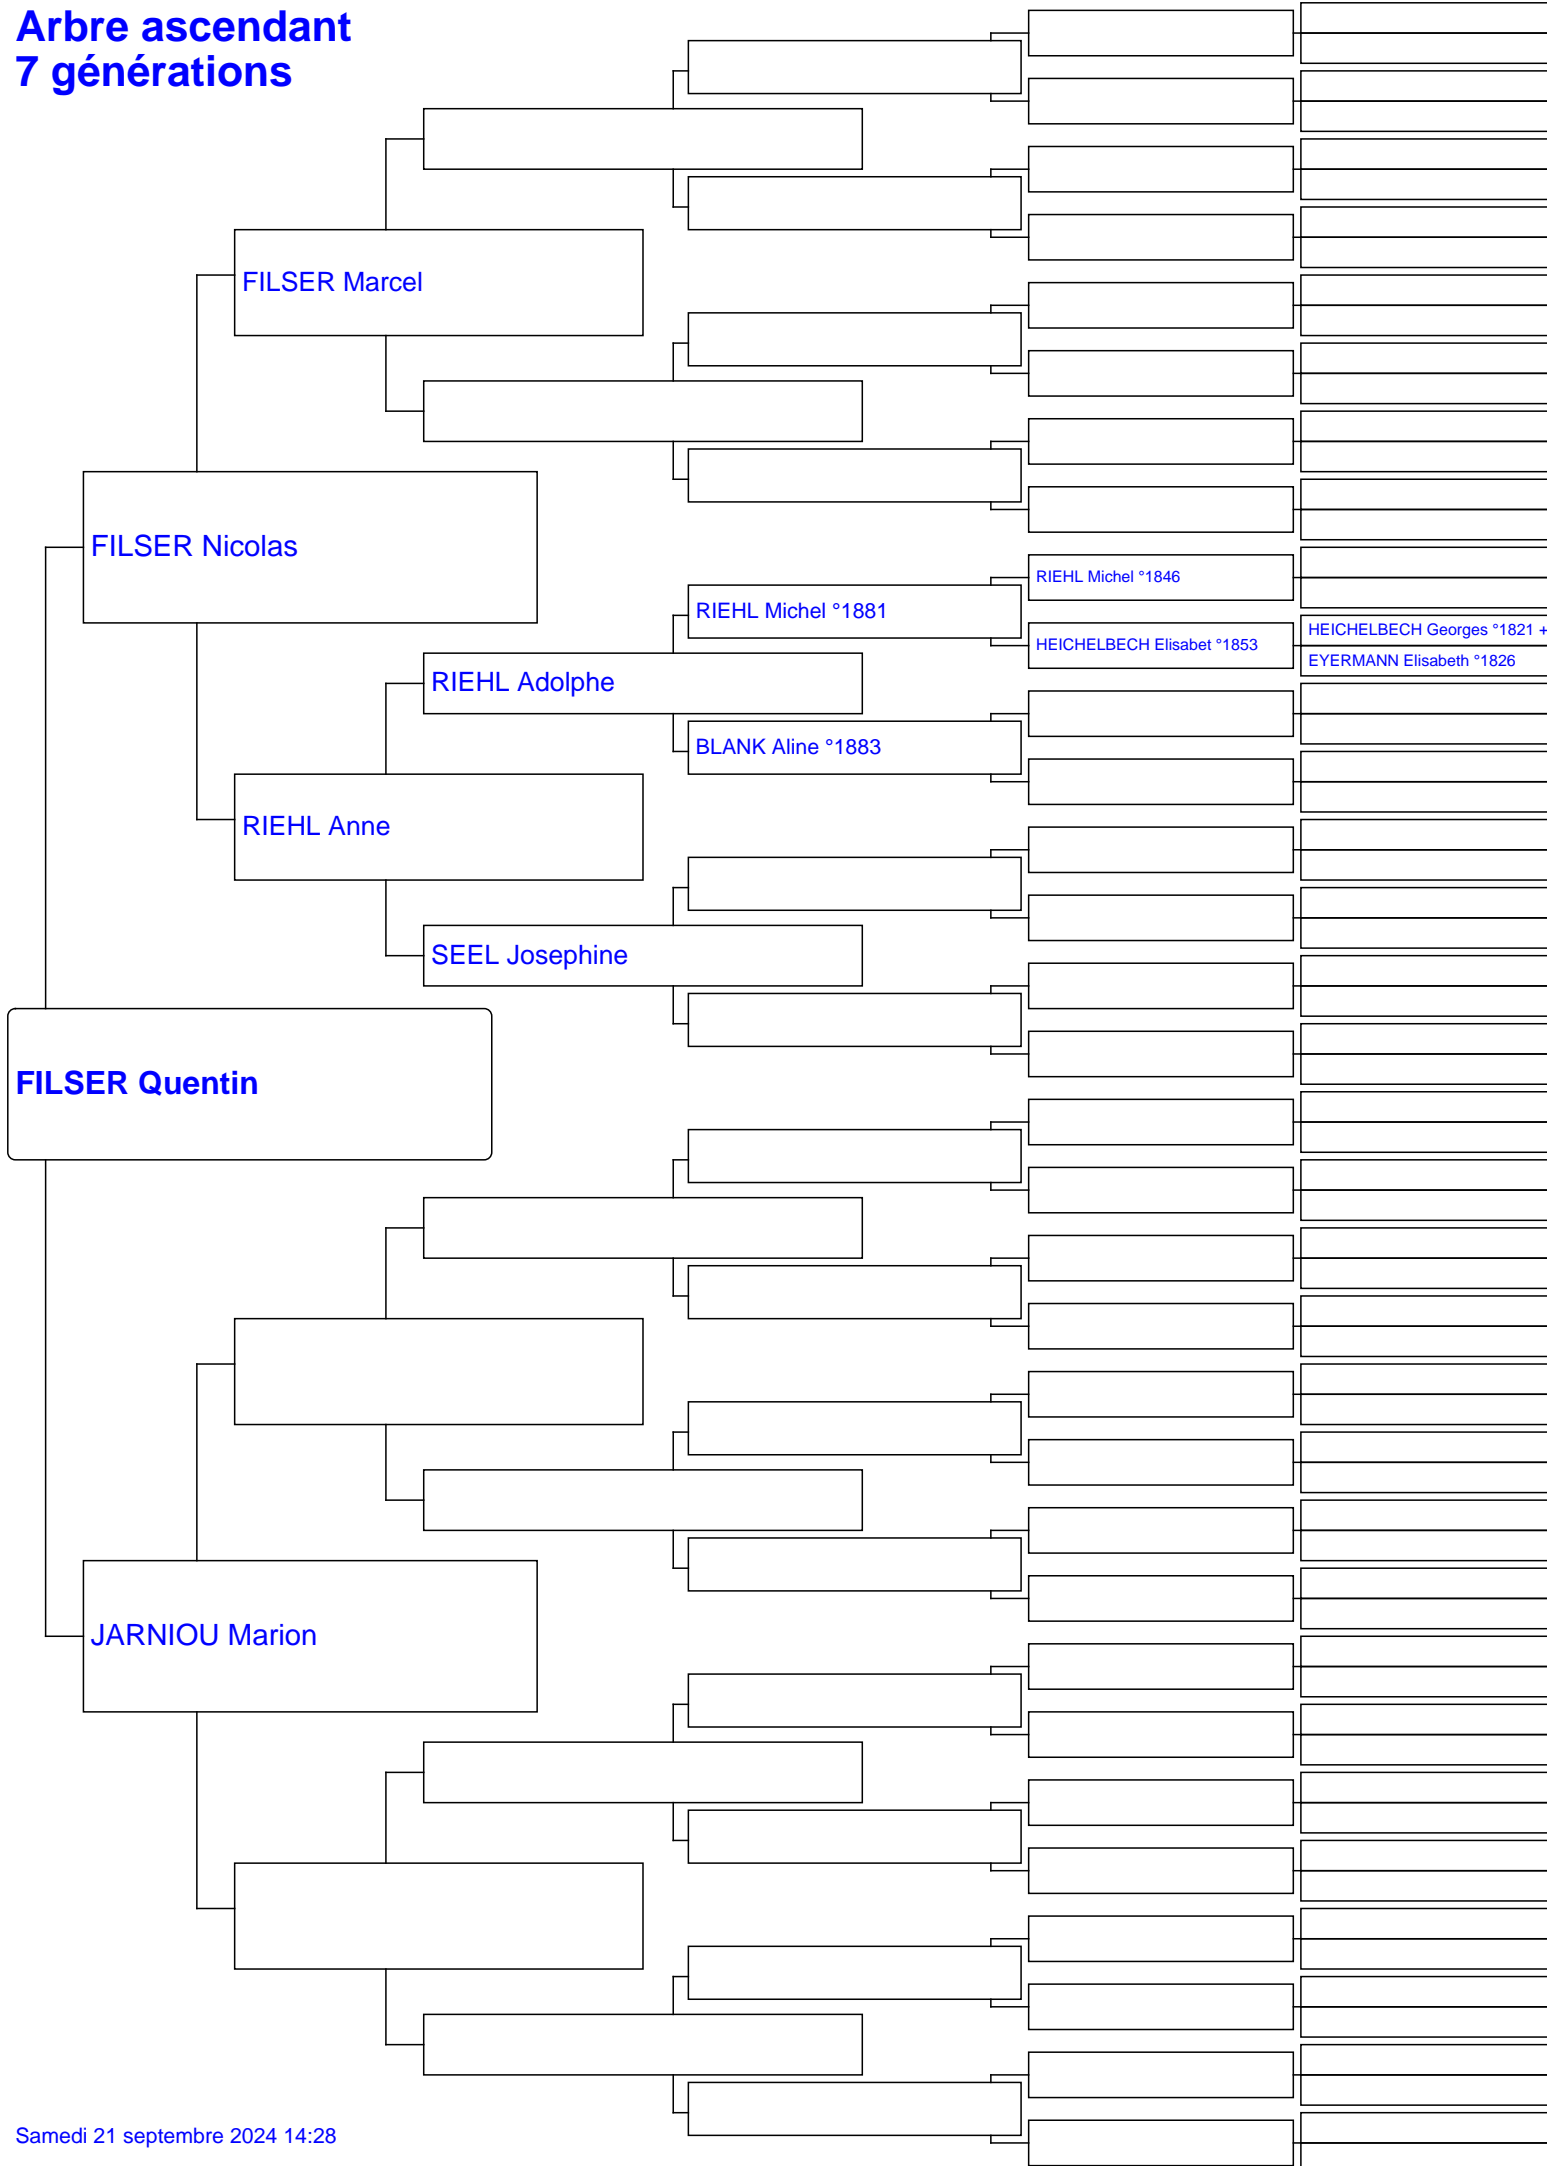 Arbre ascendant
7 générations
FILSER Marcel
FILSER Nicolas
RIEHL Michel °1846
RIEHL Michel °1881
HEICHELBECH Georges °1821 +
HEICHELBECH Elisabet °1853
EYERMANN Elisabeth °1826
RIEHL Adolphe
BLANK Aline °1883
RIEHL Anne
SEEL Josephine
FILSER Quentin
JARNIOU Marion
Samedi 21 septembre 2024 14:28